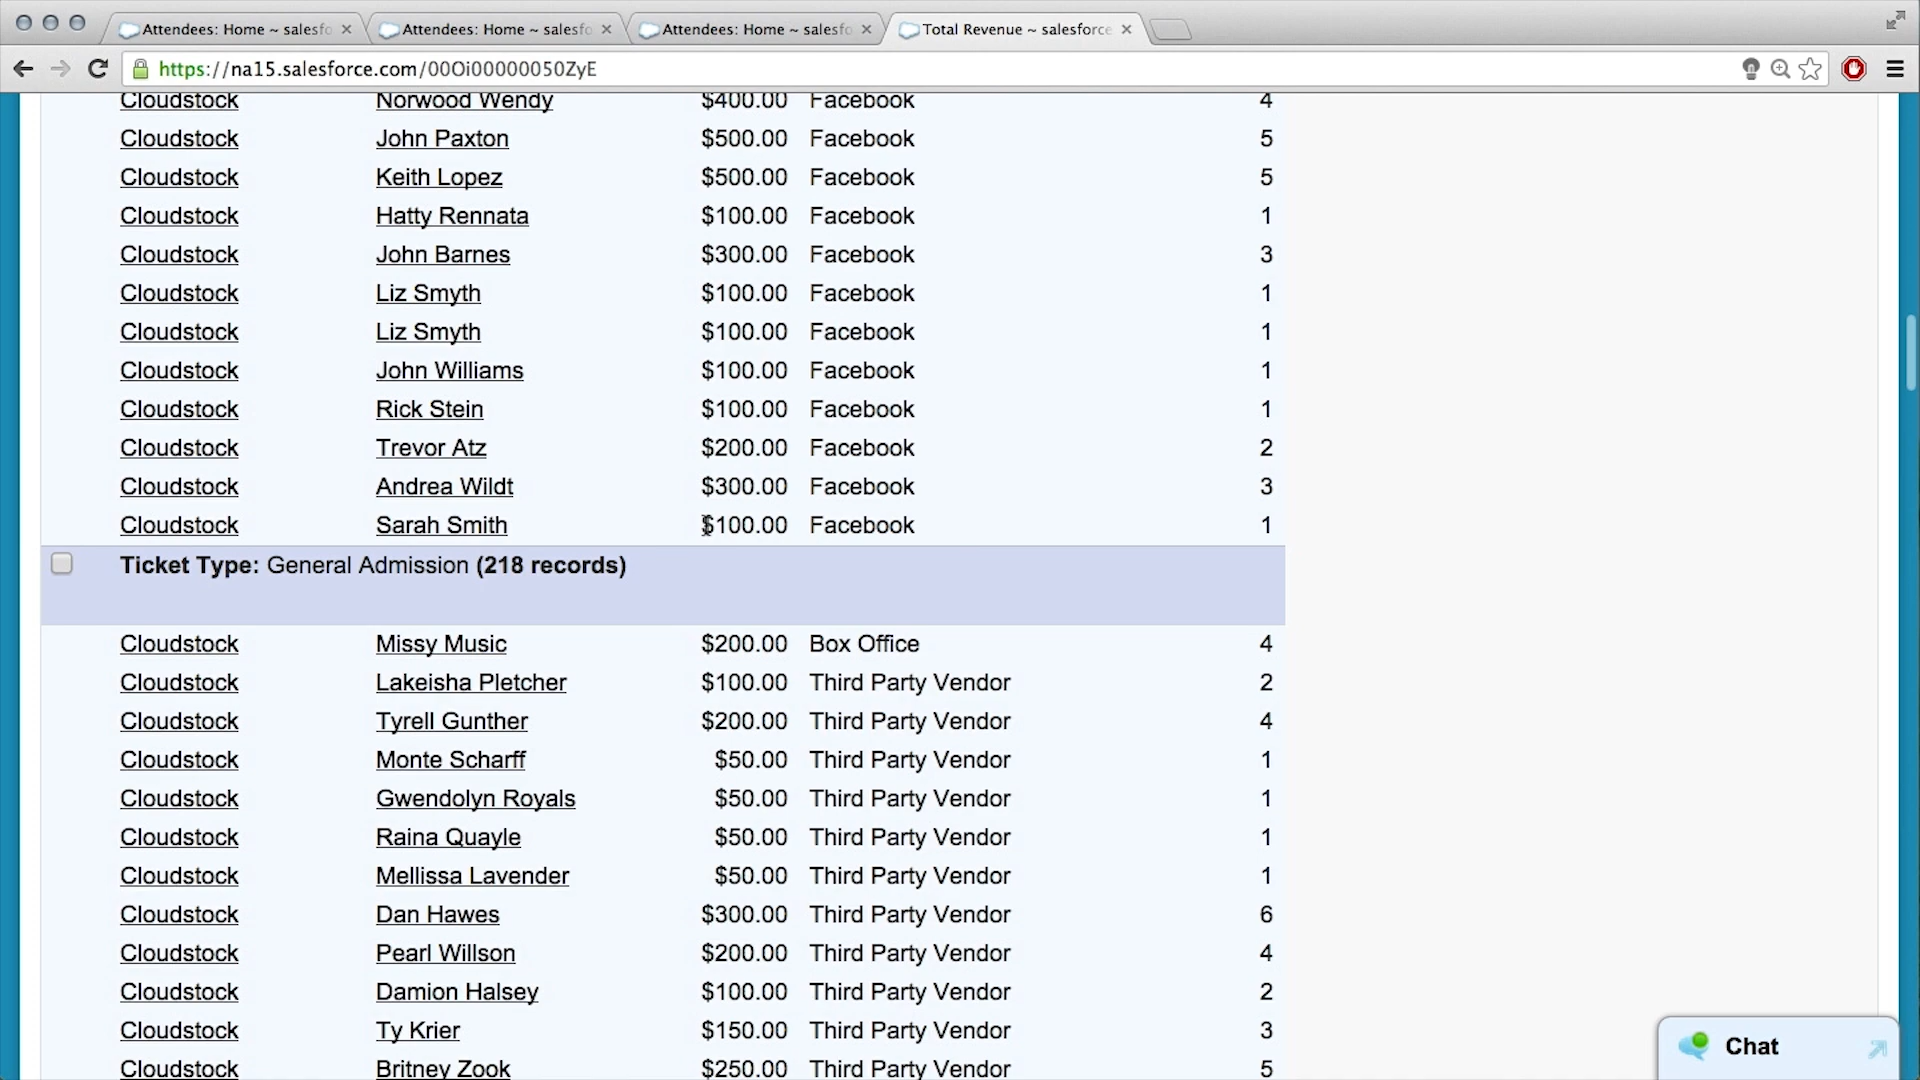 Attendees: Home ~ salesfo
Attendees: Home ~ salesfo
Attendees: Home ~ salesf
Total Revenue ~ salesforce
https://na15.salesforce.com/00Oi00000050ZyE
Cloudstock Norwood Wendy $400.00 Facebook 4
Cloudstock John Paxton $500.00 Facebook 5
Cloudstock Keith Lopez $500.00 Facebook 5
Cloudstock Hatty Rennata $100.00 Facebook 1
Cloudstock John Barnes $300.00 Facebook 3
Cloudstock Liz Smyth $100.00 Facebook 1
Cloudstock Liz Smyth $100.00 Facebook 1
Cloudstock John Williams $100.00 Facebook 1
Cloudstock Rick Stein $100.00 Facebook 1
Cloudstock Trevor Atz $200.00 Facebook 2
Cloudstock Andrea Wildt $300.00 Facebook 3
Cloudstock Sarah Smith $100.00 Facebook 1
Ticket Type: General Admission (218 records)
Cloudstock Missy Music $200.00 Box Office 4
Cloudstock Lakeisha Pletcher $100.00 Third Party Vendor 2
Cloudstock Tyrell Gunther $200.00 Third Party Vendor 4
Cloudstock Monte Scharff $50.00 Third Party Vendor 1
Cloudstock Gwendolyn Royals $50.00 Third Party Vendor 1
Cloudstock Raina Quayle $50.00 Third Party Vendor 1
Cloudstock Mellissa Lavender $50.00 Third Party Vendor 1
Cloudstock Dan Hawes $300.00 Third Party Vendor 6
Cloudstock Pearl Willson $200.00 Third Party Vendor 4
Cloudstock Damion Halsey $100.00 Third Party Vendor 2
Cloudstock Ty Krier $150.00 Third Party Vendor 3
Cloudstock Britney Zook $250.00 Third Party Vendor 5
Chat